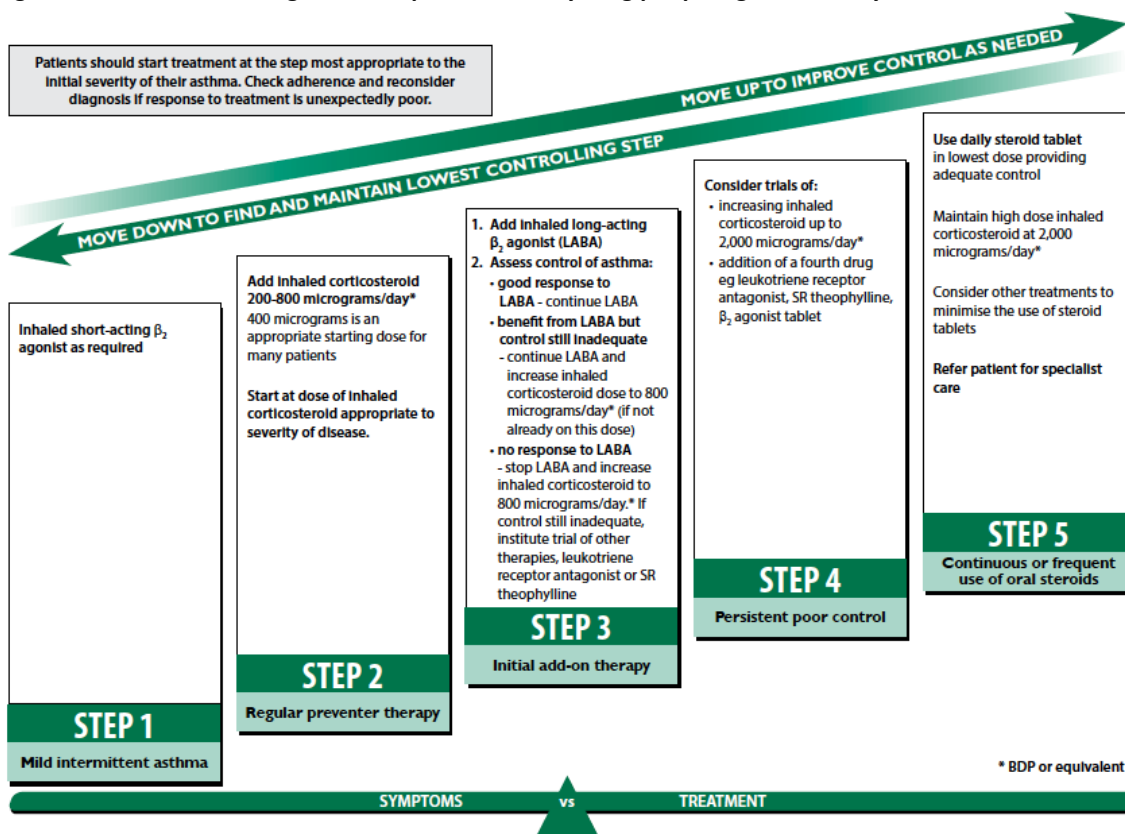 Patients should start treatment at the step most appropriate to the
initial severity of their asthma. Check adherence and reconsider
diagnosis if response to treatment is unexpectedly poor.
MOVE UP TO IMPROVE CONTROL AS NEEDED
MOVE DOWN TO FIND AND MAINTAIN LOWEST CONTROLLING STEP
Inhaled short-acting β₂
agonist as required
STEP 1
Mild intermittent asthma
Add inhaled corticosteroid
200-800 micrograms/day*
400 micrograms is an
appropriate starting dose for
many patients
Start at dose of inhaled
corticosteroid appropriate to
severity of disease.
STEP 2
Regular preventer therapy
1. Add inhaled long-acting
β₂ agonist (LABA)
2. Assess control of asthma:
• good response to
LABA - continue LABA
• benefit from LABA but
control still inadequate
- continue LABA and
increase inhaled
corticosteroid dose to 800
micrograms/day* (if not
already on this dose)
• no response to LABA
- stop LABA and increase
inhaled corticosteroid to
800 micrograms/day.* If
control still inadequate,
institute trial of other
therapies, leukotriene
receptor antagonist or SR
theophylline
STEP 3
Initial add-on therapy
Consider trials of:
• increasing inhaled
corticosteroid up to
2,000 micrograms/day*
• addition of a fourth drug
eg leukotriene receptor
antagonist, SR theophylline,
β₂ agonist tablet
STEP 4
Persistent poor control
Use daily steroid tablet
in lowest dose providing
adequate control
Maintain high dose inhaled
corticosteroid at 2,000
micrograms/day*
Consider other treatments to
minimise the use of steroid
tablets
Refer patient for specialist
care
STEP 5
Continuous or frequent
use of oral steroids
* BDP or equivalent
SYMPTOMS vs TREATMENT